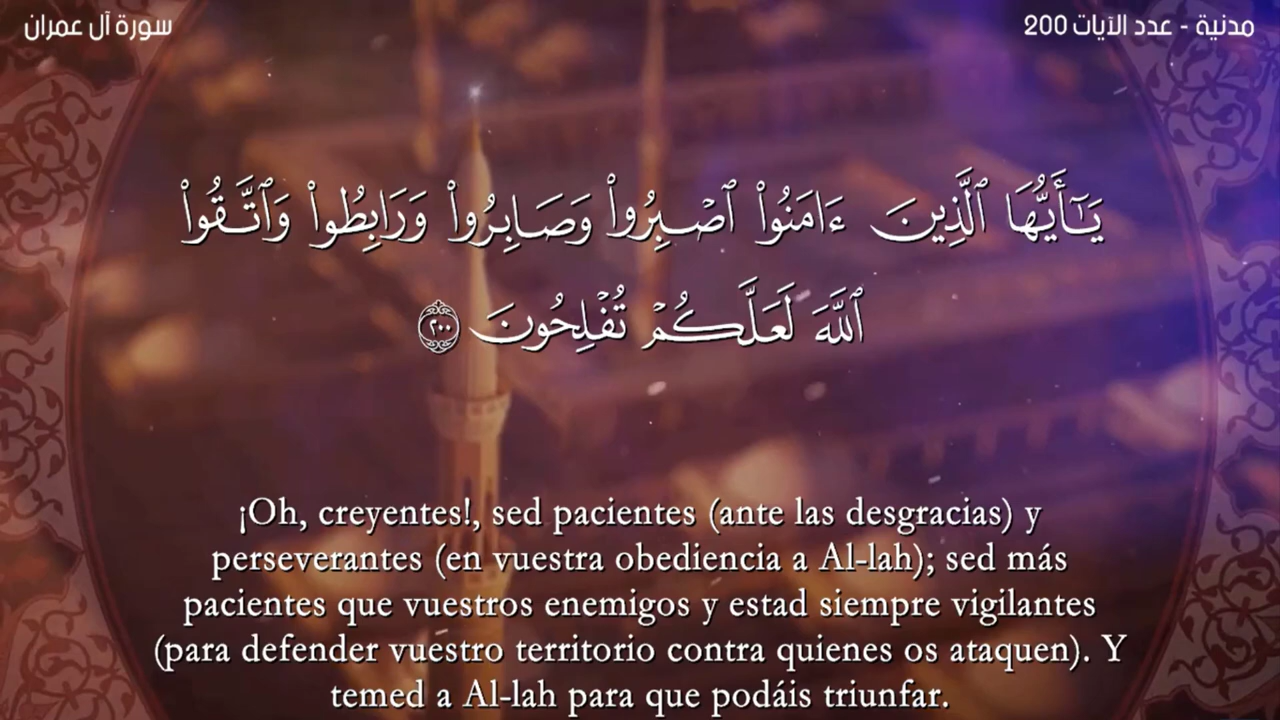 سورة آل عمران
مدنية - عدد الآيات 200
يَـٰٓأَيُّهَا ٱلَّذِينَ ءَامَنُوا۟ ٱصْبِرُوا۟ وَصَابِرُوا۟ وَرَابِطُوا۟ وَٱتَّقُوا۟
ٱللَّهَ لَعَلَّكُمْ تُفْلِحُونَ ٢٠٠
¡Oh, creyentes!, sed pacientes (ante las desgracias) y
perseverantes (en vuestra obediencia a Al-lah); sed más
pacientes que vuestros enemigos y estad siempre vigilantes
(para defender vuestro territorio contra quienes os ataquen). Y
temed a Al-lah para que podáis triunfar.